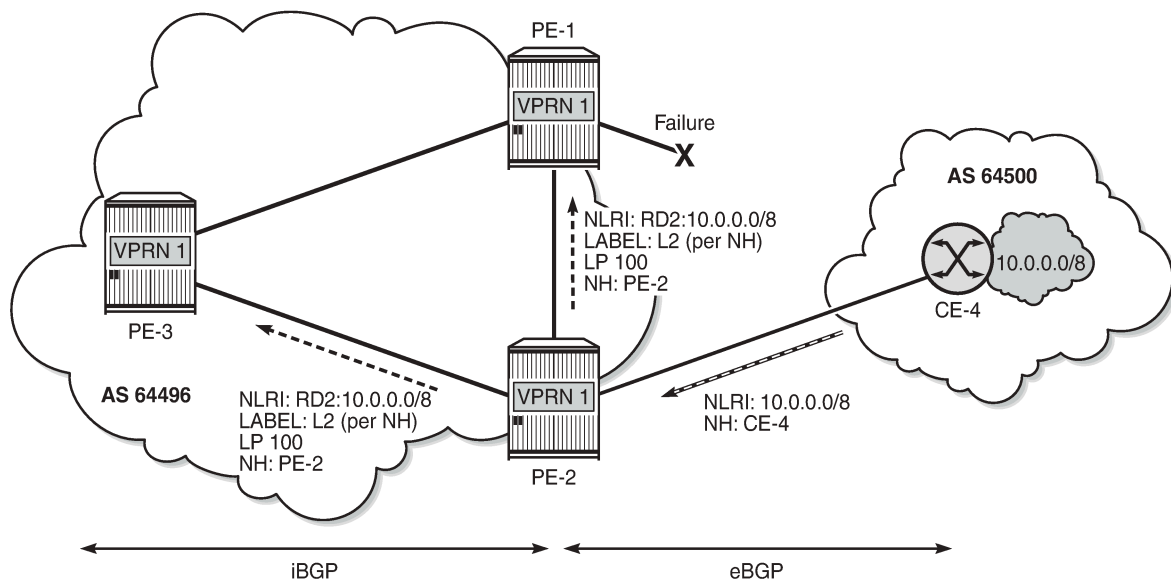 PE-1
VPRN 1
Failure
X
AS 64500
NLRI: RD2:10.0.0.0/8
LABEL: L2 (per NH)
LP 100
NH: PE-2
VPRN 1
10.0.0.0/8
CE-4
PE-3
AS 64496
NLRI: RD2:10.0.0.0/8
LABEL: L2 (per NH)
LP 100
NH: PE-2
VPRN 1
NLRI: 10.0.0.0/8
NH: CE-4
PE-2
iBGP
eBGP